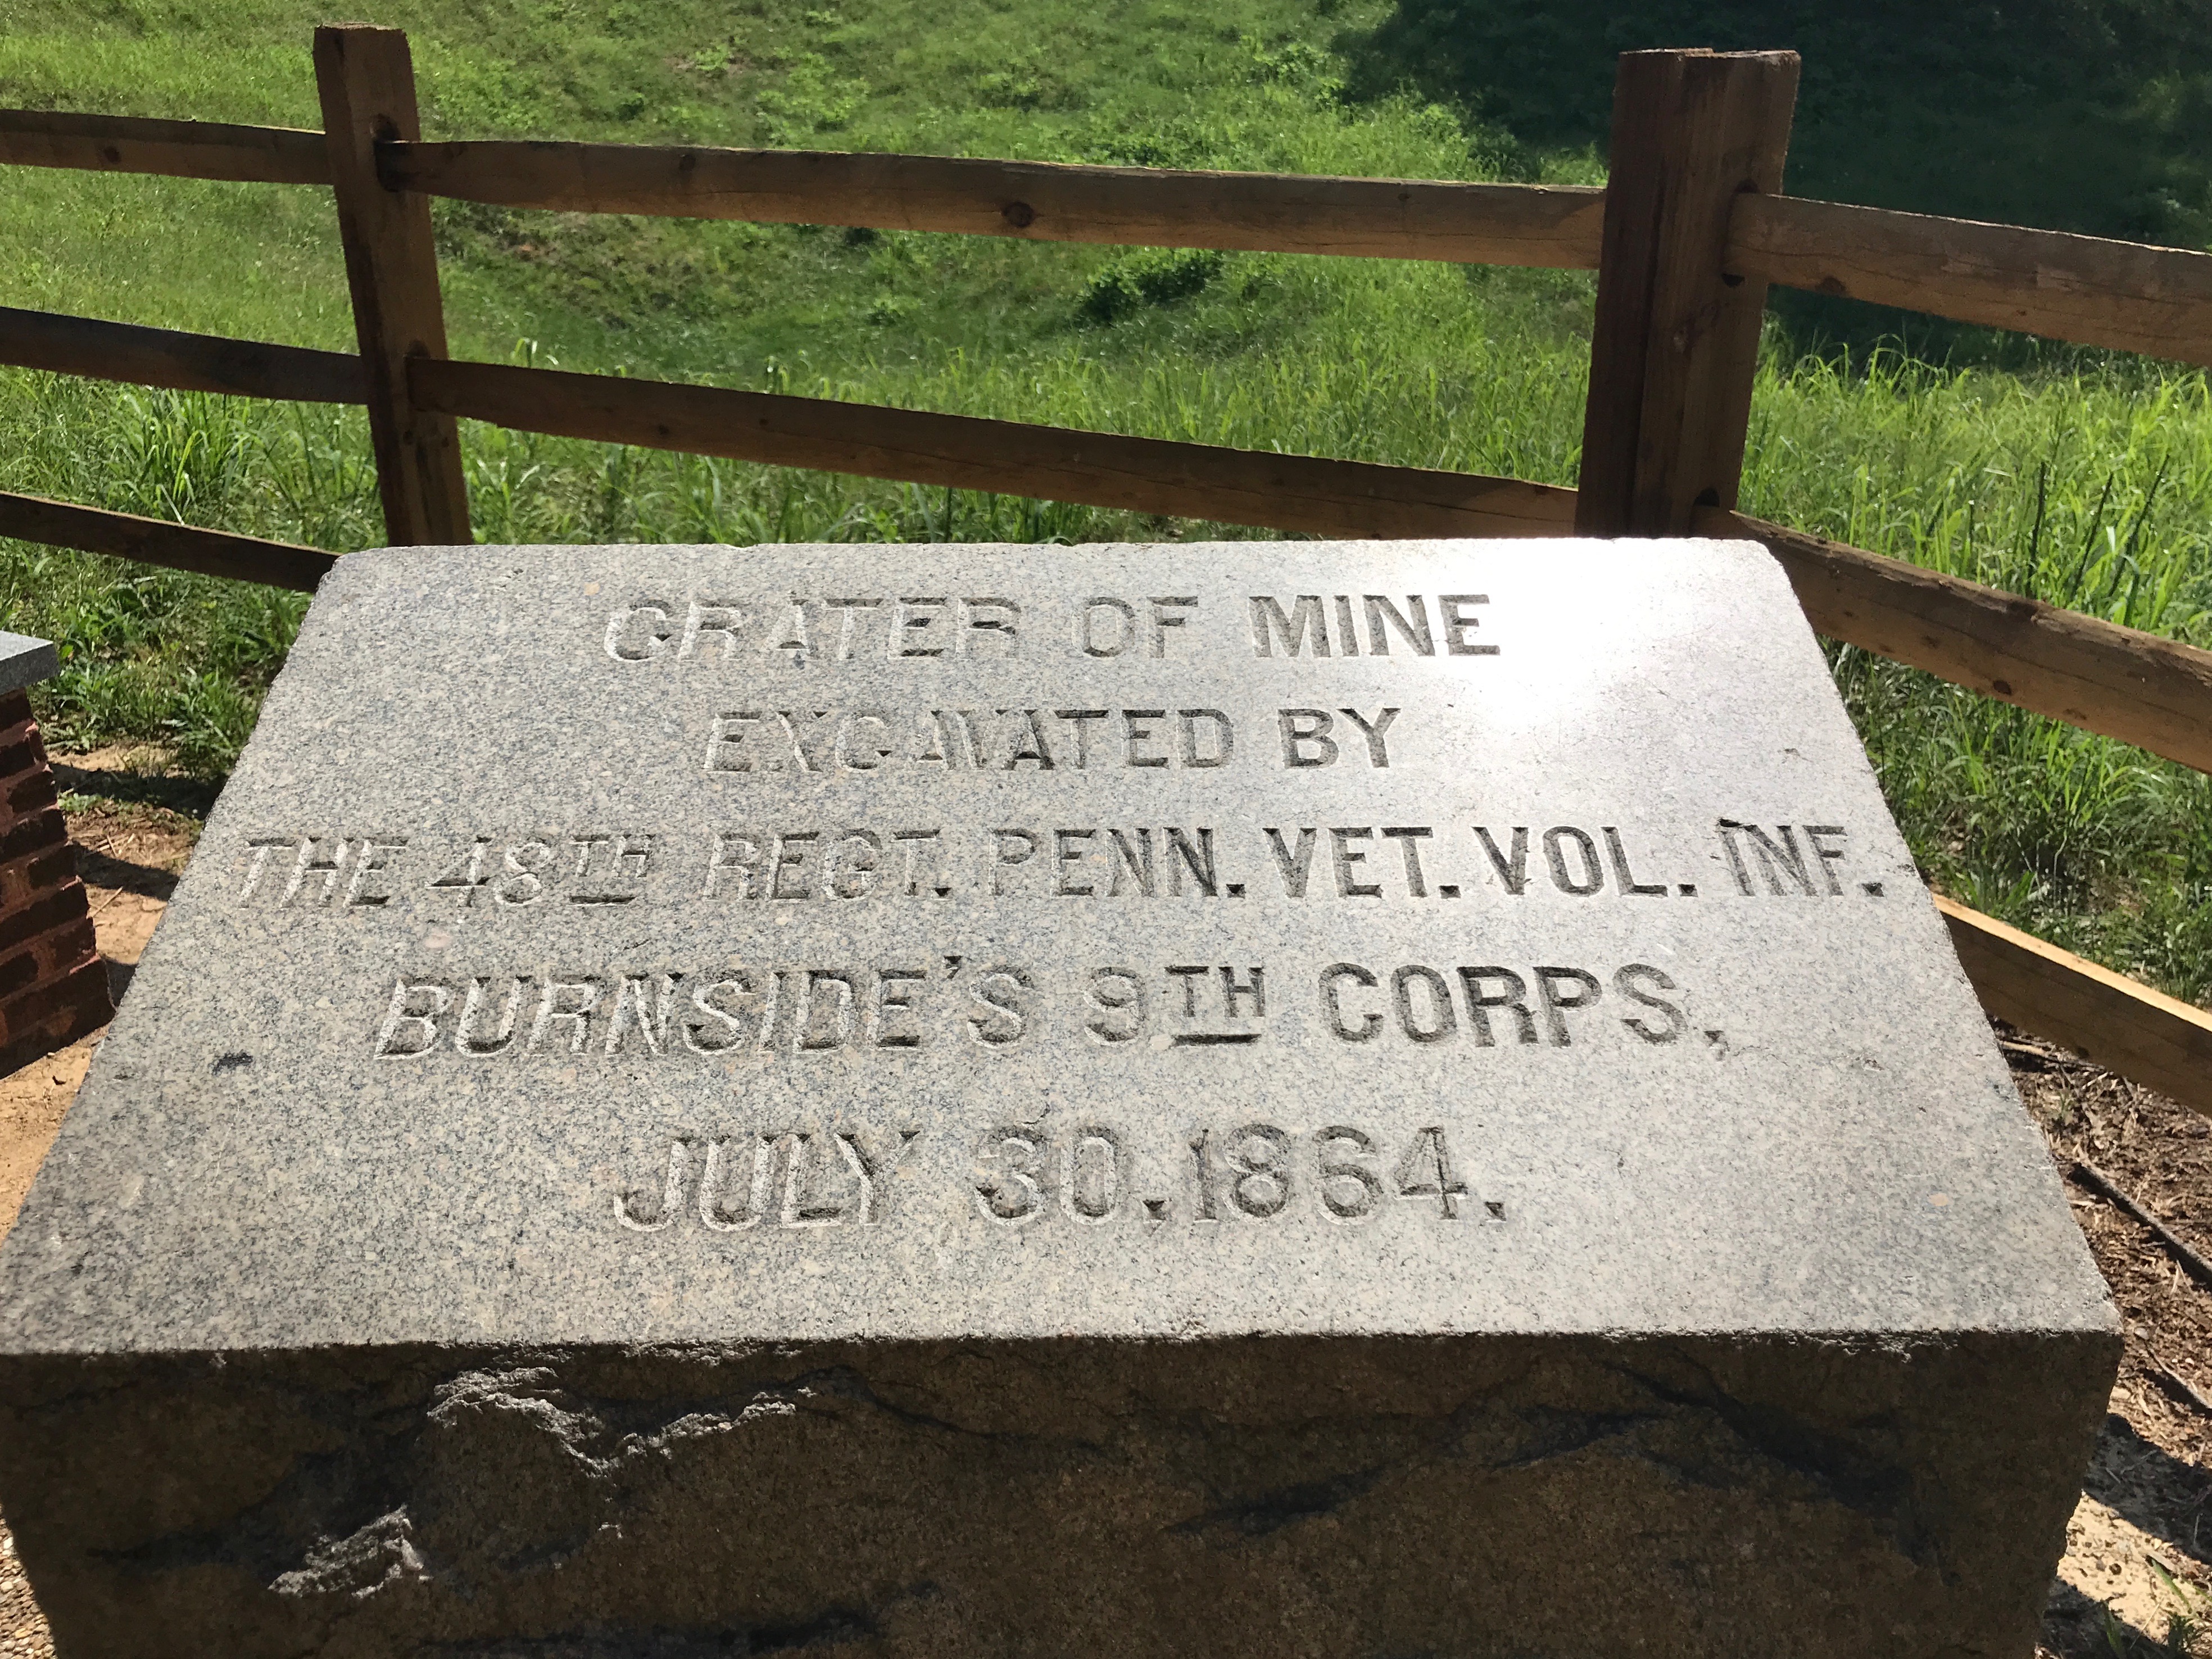 CRATER OF MINE
EXCAVATED BY
THE 48TH REGT. PENN. VET. VOL. INF.
BURNSIDE'S 9TH CORPS,
JULY 30, 1864.